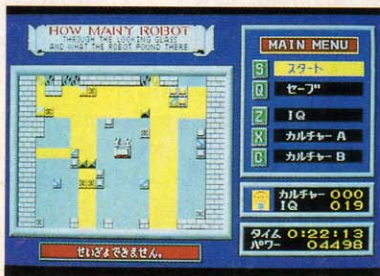 HOW MANY ROBOT
THROUGH THE LOOKING GLASS
AND WHAT THE ROBOT FOUND THERE
MAIN MENU
S スタート
Q セーブ
Z IQ
X カルチャーA
C カルチャーB
カルチャー 000
IQ 019
タイム 0:22:13
パワー 04498
せいぎょできません。